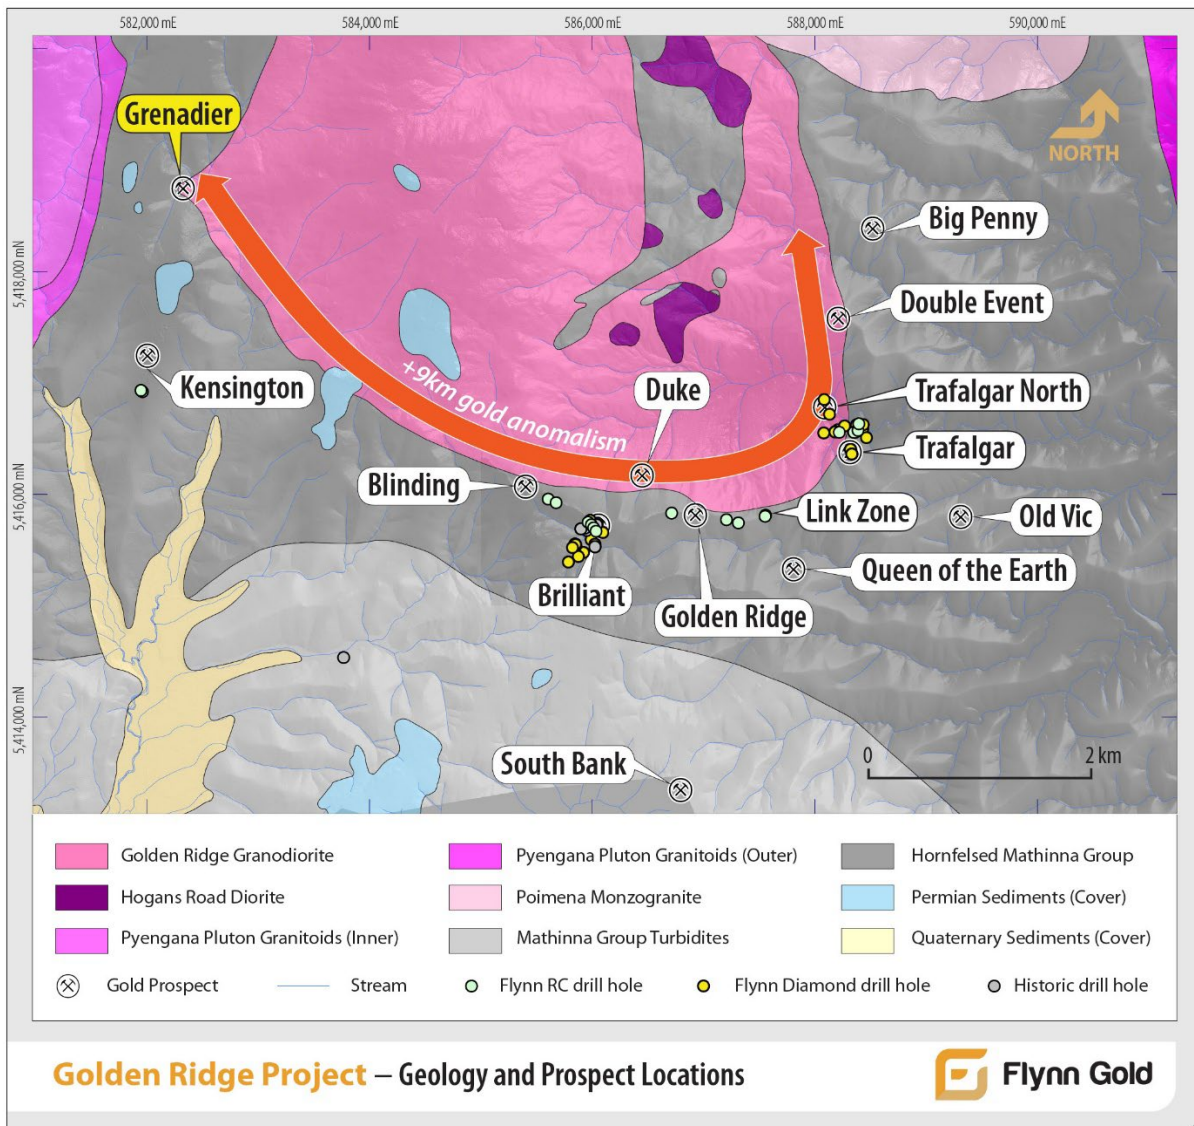 582,000 mE
584,000 mE
586,000 mE
588,000 mE
590,000 mE
5,418,000 mN
5,416,000 mN
5,414,000 mN
Grenadier
NORTH
Big Penny
Double Event
+9km gold anomalism
Duke
Kensington
Trafalgar North
Trafalgar
Blinding
Link Zone
Old Vic
Brilliant
Golden Ridge
Queen of the Earth
South Bank
0
2 km
Golden Ridge Granodiorite
Pyengana Pluton Granitoids (Outer)
Hornfelsed Mathinna Group
Hogans Road Diorite
Poimena Monzogranite
Permian Sediments (Cover)
Pyengana Pluton Granitoids (Inner)
Mathinna Group Turbidites
Quaternary Sediments (Cover)
Gold Prospect
Stream
Flynn RC drill hole
Flynn Diamond drill hole
Historic drill hole
Golden Ridge Project – Geology and Prospect Locations
Flynn Gold